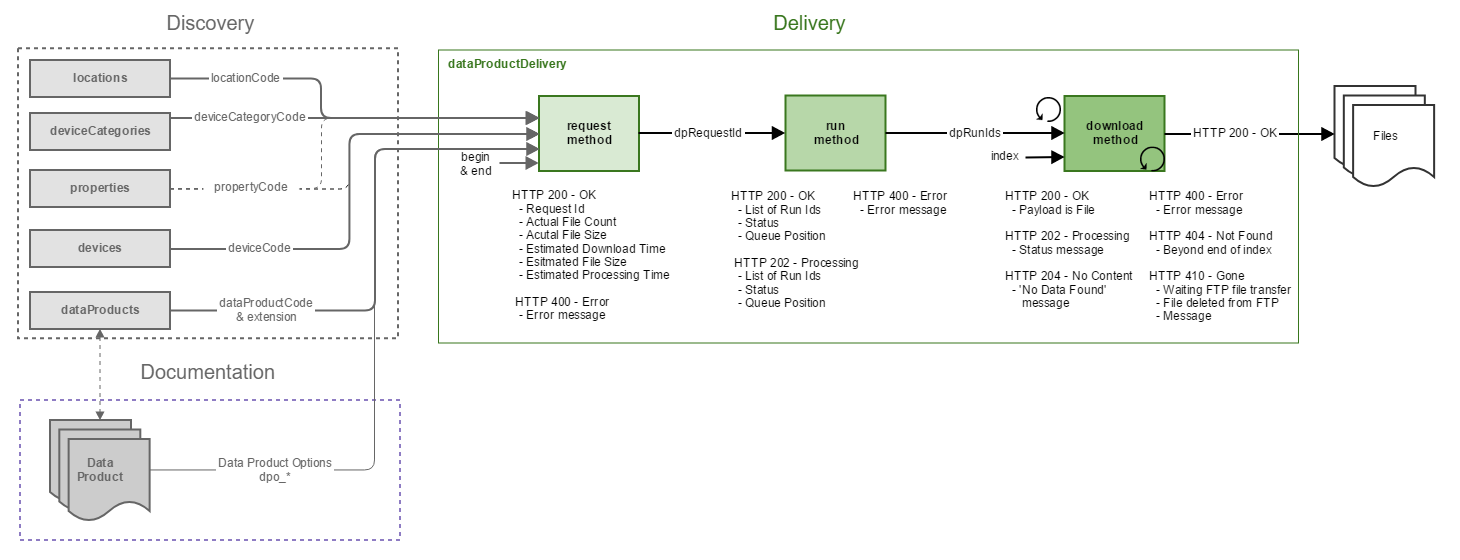 Discovery
locations
locationCode
deviceCategories
deviceCategoryCode
properties
propertyCode
devices
deviceCode
dataProducts
dataProductCode
& extension
Documentation
Data
Product
Data Product Options
dpo_*
Delivery
dataProductDelivery
begin
& end
request
method
HTTP 200 - OK
- Request Id
- Actual File Count
- Acutal File Size
- Estimated Download Time
- Esitmated File Size
- Estimated Processing Time
HTTP 400 - Error
- Error message
dpRequestId
run
method
HTTP 200 - OK
- List of Run Ids
- Status
- Queue Position
HTTP 202 - Processing
- List of Run Ids
- Status
- Queue Position
HTTP 400 - Error
- Error message
dpRunIds
index
download
method
HTTP 200 - OK
- Payload is File
HTTP 202 - Processing
- Status message
HTTP 204 - No Content
- 'No Data Found'
message
HTTP 400 - Error
- Error message
HTTP 404 - Not Found
- Beyond end of index
HTTP 410 - Gone
- Waiting FTP file transfer
- File deleted from FTP
- Message
HTTP 200 - OK
Files